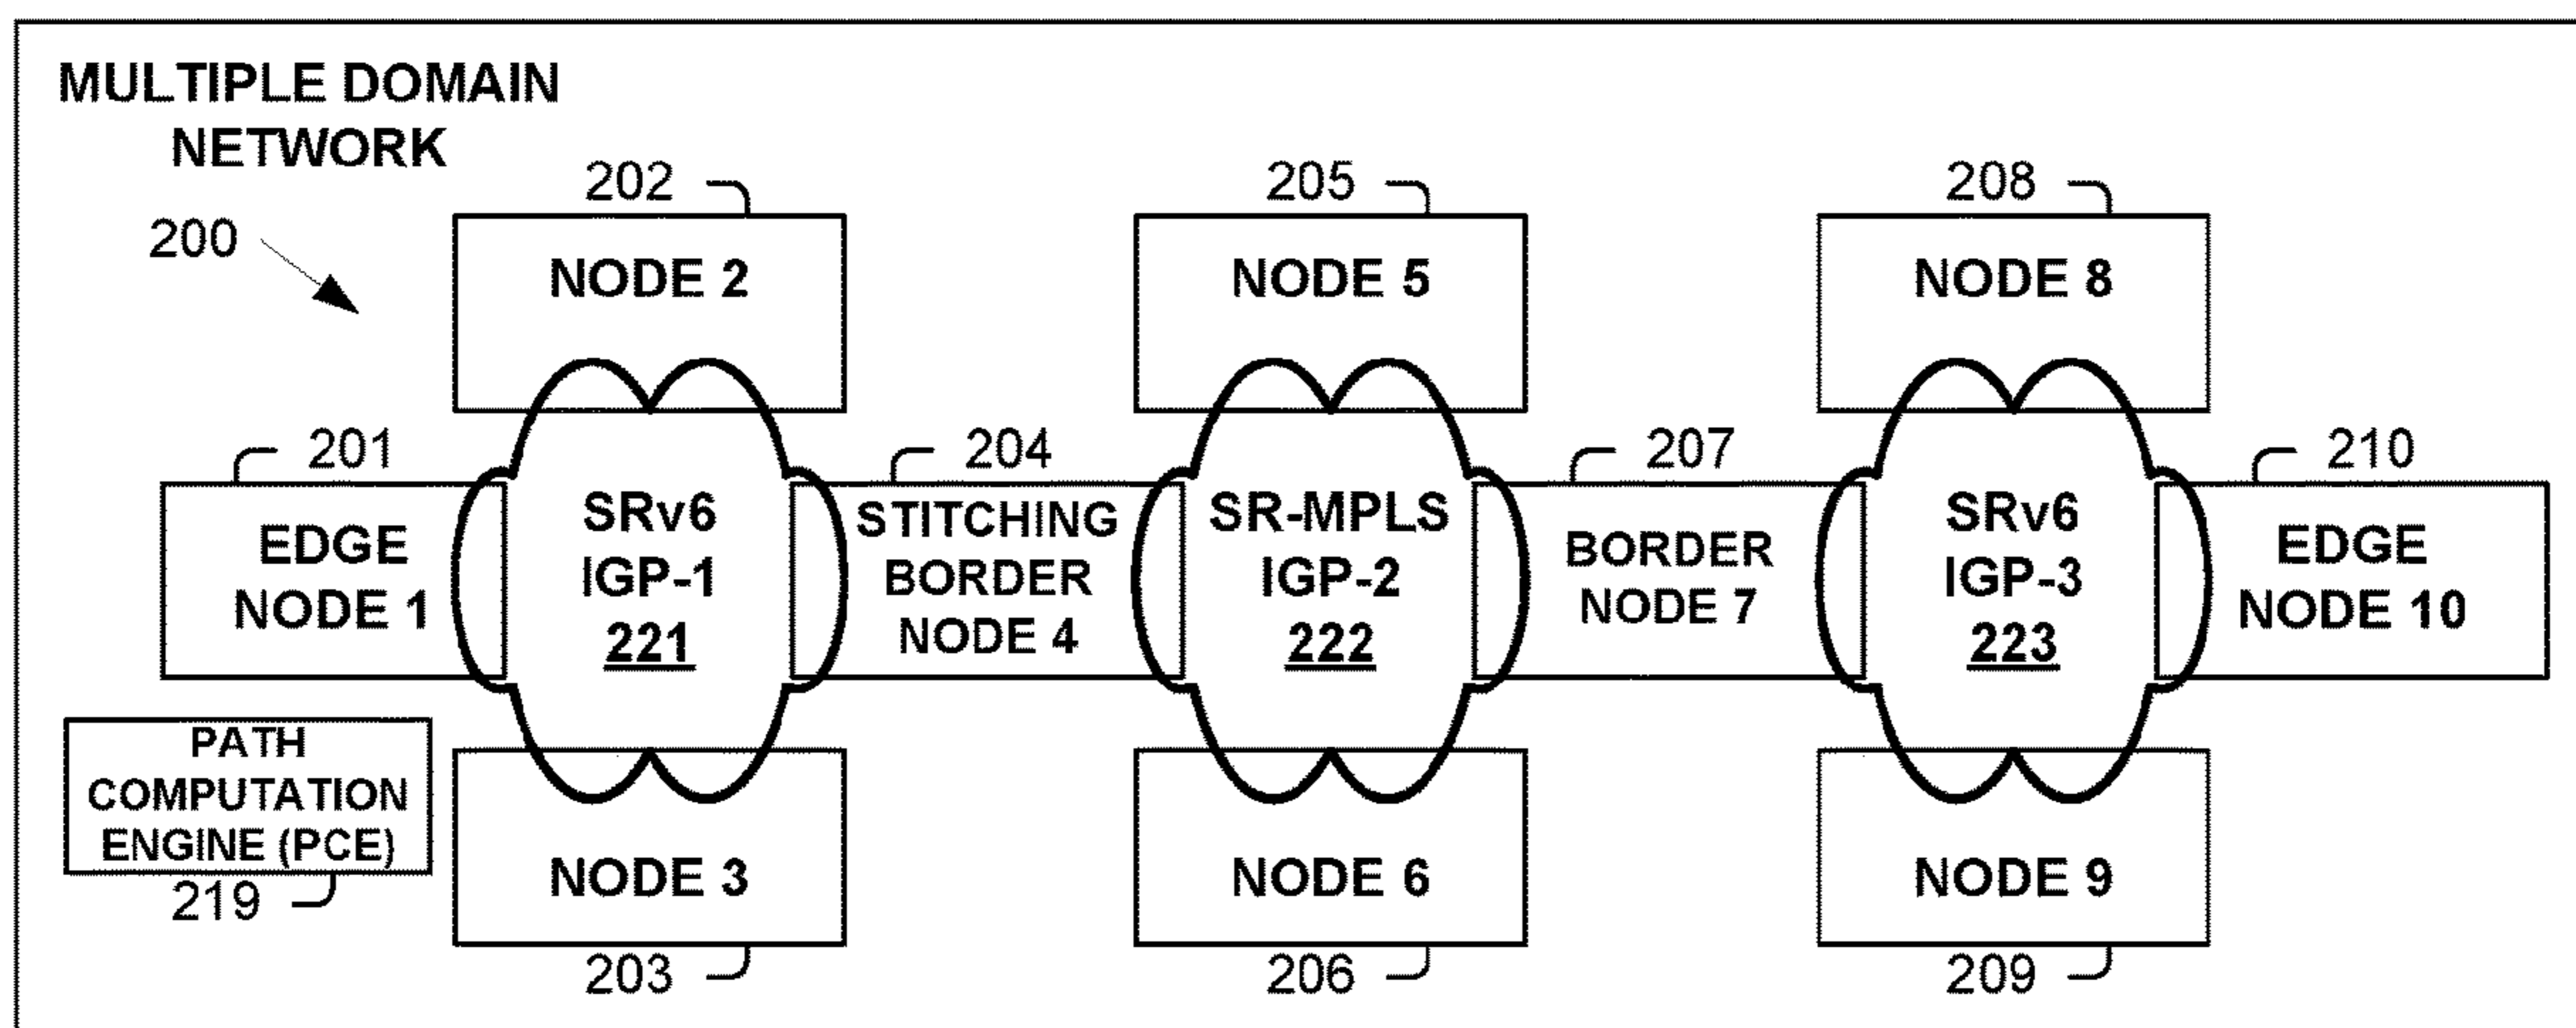 MULTIPLE DOMAIN
NETWORK
200
202
NODE 2
205
NODE 5
208
NODE 8
201
EDGE
NODE 1
SRv6
IGP-1
221
204
STITCHING
BORDER
NODE 4
SR-MPLS
IGP-2
222
207
BORDER
NODE 7
SRv6
IGP-3
223
210
EDGE
NODE 10
PATH
COMPUTATION
ENGINE (PCE)
219
NODE 3
203
NODE 6
206
NODE 9
209